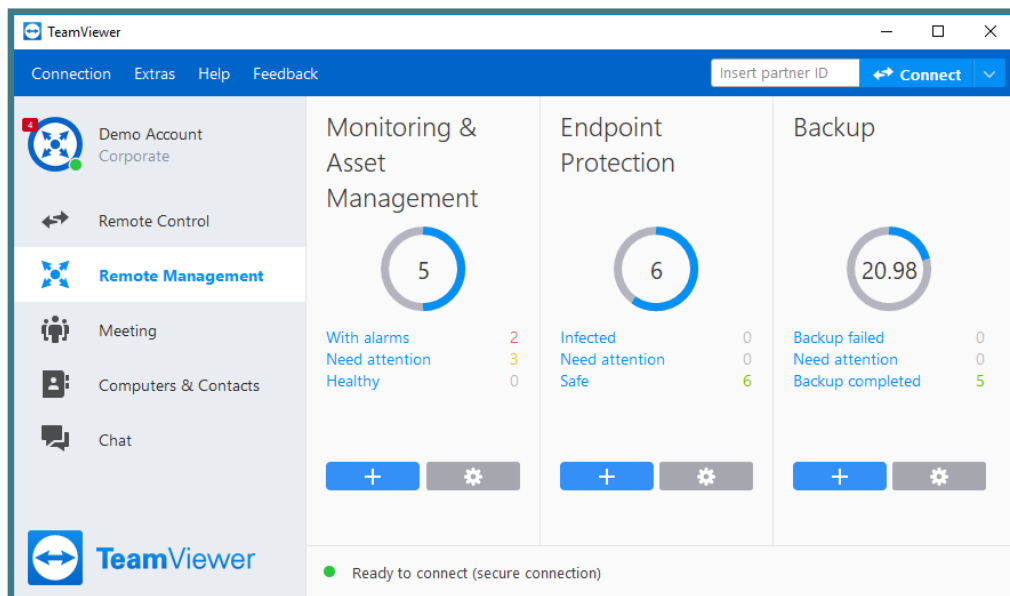 TeamViewer
Connection Extras Help Feedback
Insert partner ID
Connect
4
Demo Account
Corporate
Remote Control
Remote Management
Meeting
Computers & Contacts
Chat
TeamViewer
Monitoring &
Asset
Management
5
With alarms 2
Need attention 3
Healthy 0
Endpoint
Protection
6
Infected 0
Need attention 0
Safe 6
Backup
20.98
Backup failed 0
Need attention 0
Backup completed 5
Ready to connect (secure connection)